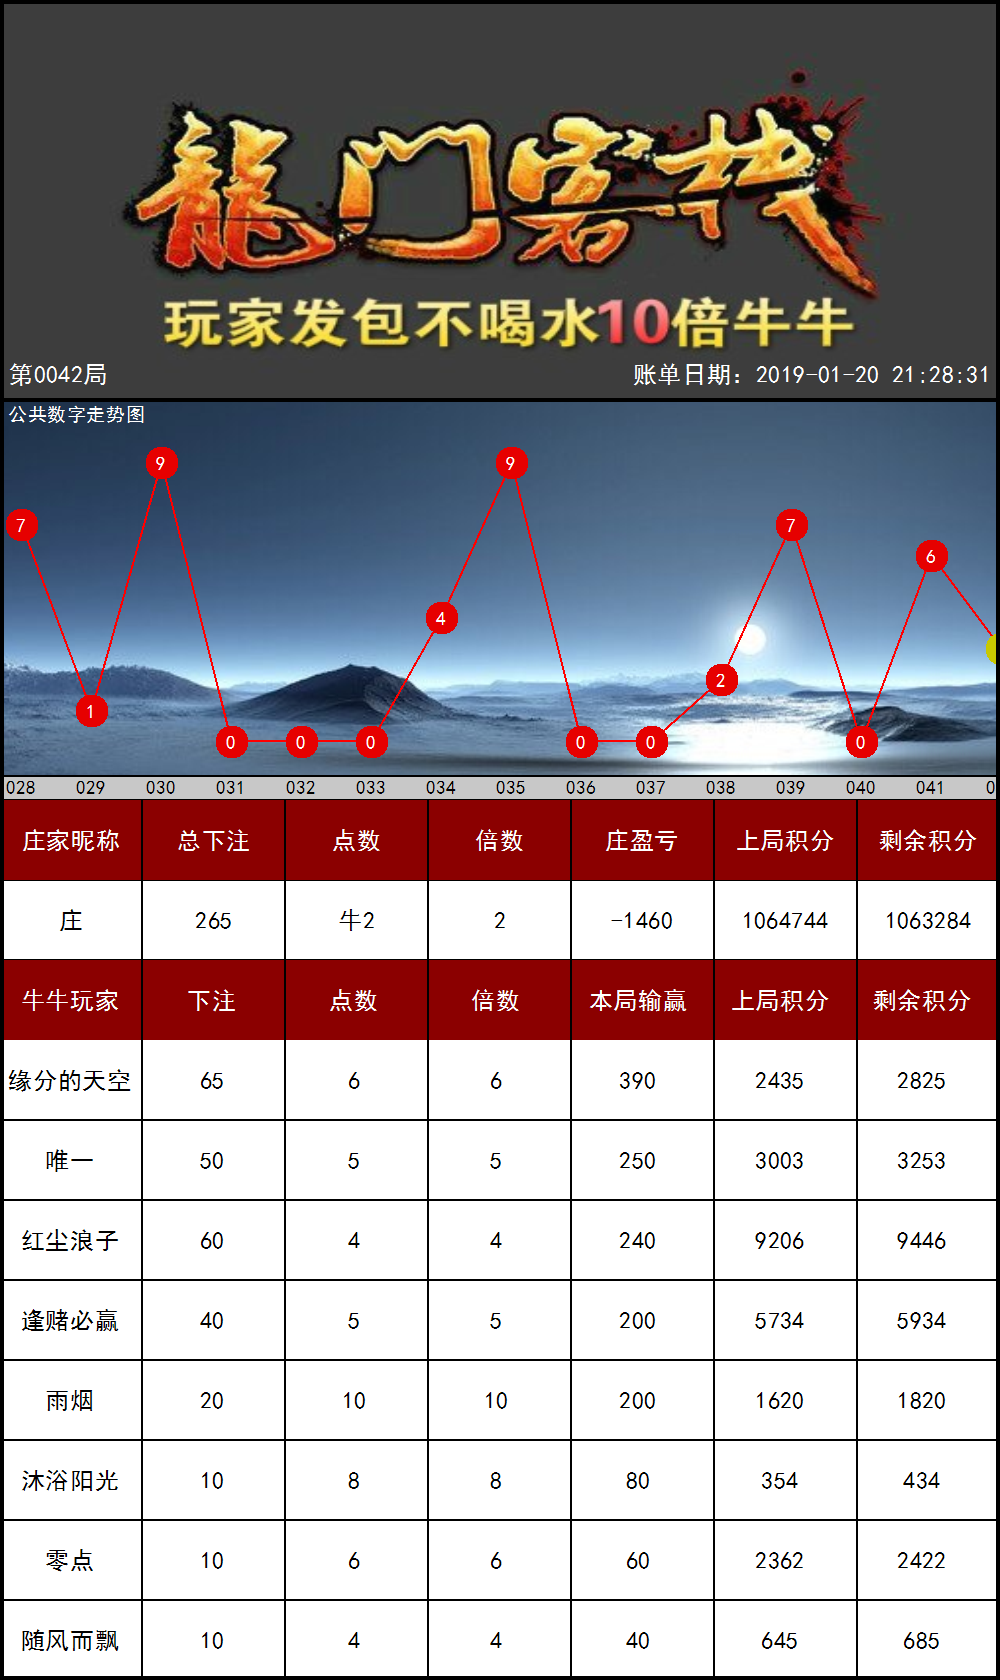 龍门客栈
玩家发包不喝水10倍牛牛
第0042局 账单日期：2019-01-20 21:28:31
公共数字走势图
9 9
7 7
6
4
2
1
0 0 0 0 0 0
028 029 030 031 032 033 034 035 036 037 038 039 040 041 0
庄家昵称 总下注 点数 倍数 庄盈亏 上局积分 剩余积分
庄 265 牛2 2 -1460 1064744 1063284
牛牛玩家 下注 点数 倍数 本局输赢 上局积分 剩余积分
缘分的天空 65 6 6 390 2435 2825
唯一 50 5 5 250 3003 3253
红尘浪子 60 4 4 240 9206 9446
逢赌必赢 40 5 5 200 5734 5934
雨烟 20 10 10 200 1620 1820
沐浴阳光 10 8 8 80 354 434
零点 10 6 6 60 2362 2422
随风而飘 10 4 4 40 645 685